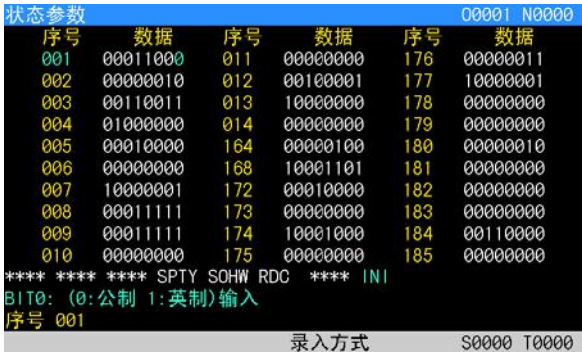 状态参数 O0001 N0000
序号 数据 序号 数据 序号 数据
001 00011000 011 00000000 176 00000011
002 00000010 012 00100001 177 10000001
003 00110011 013 10000000 178 00000000
004 01000000 014 00000000 179 00000000
005 00010000 164 00000100 180 00000010
006 00000000 168 10001101 181 00000000
007 10000001 172 00010000 182 00000000
008 00011111 173 00000000 183 00000000
009 00011111 174 10001000 184 00110000
010 00000000 175 00000000 185 00000000
**** **** **** SPTY SOHW RDC **** INI
BIT0: (0:公制 1:英制)输入
序号 001
录入方式 S0000 T0000